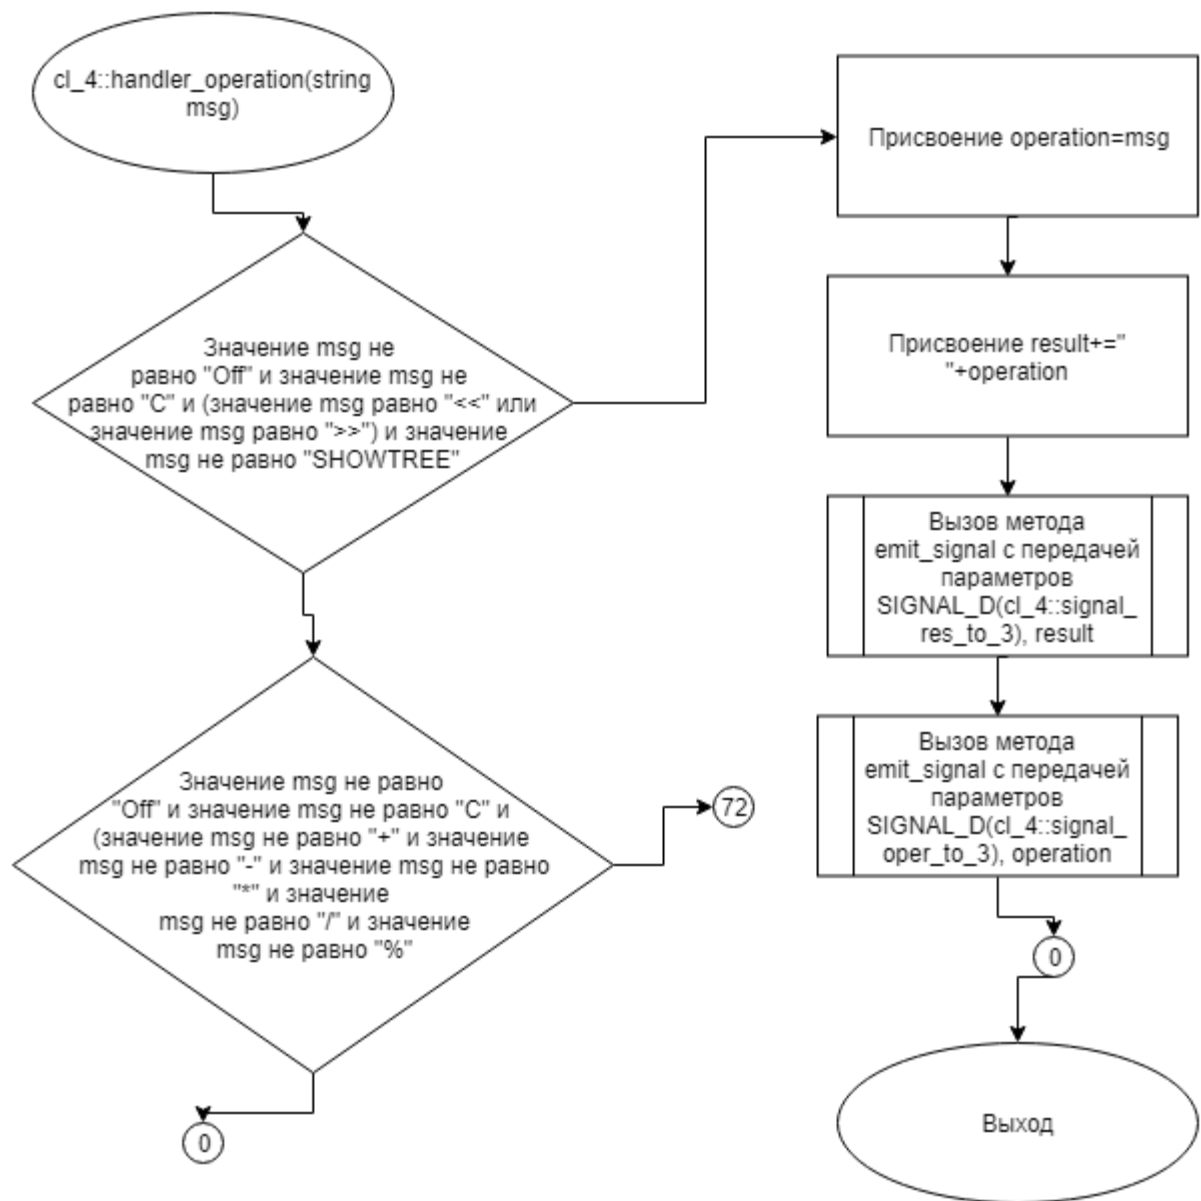 cl_4::handler_operation(string
msg)
Значение msg не
равно "Off" и значение msg не
равно "C" и (значение msg равно "<<" или
значение msg равно ">>") и значение
msg не равно "SHOWTREE"
Значение msg не равно
"Off" и значение msg не равно "C" и
(значение msg не равно "+" и значение
msg не равно "-" и значение msg не равно
"*" и значение
msg не равно "/" и значение
msg не равно "%"
72
0
Присвоение operation=msg
Присвоение result+="
"+operation
Вызов метода
emit_signal с передачей
параметров
SIGNAL_D(cl_4::signal_
res_to_3), result
Вызов метода
emit_signal с передачей
параметров
SIGNAL_D(cl_4::signal_
oper_to_3), operation
0
Выход